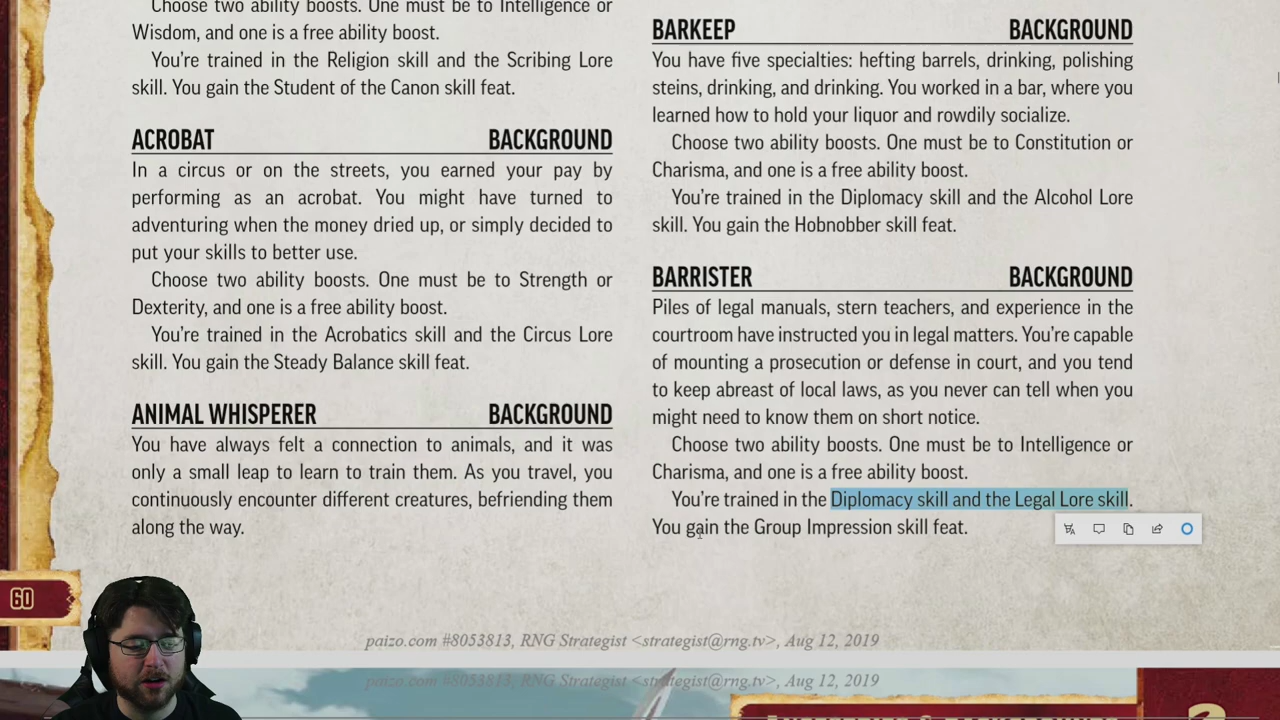 Choose two ability boosts. One must be to Intelligence or
Wisdom, and one is a free ability boost.
You're trained in the Religion skill and the Scribing Lore
skill. You gain the Student of the Canon skill feat.
ACROBAT BACKGROUND
In a circus or on the streets, you earned your pay by
performing as an acrobat. You might have turned to
adventuring when the money dried up, or simply decided to
put your skills to better use.
Choose two ability boosts. One must be to Strength or
Dexterity, and one is a free ability boost.
You're trained in the Acrobatics skill and the Circus Lore
skill. You gain the Steady Balance skill feat.
ANIMAL WHISPERER BACKGROUND
You have always felt a connection to animals, and it was
only a small leap to learn to train them. As you travel, you
continuously encounter different creatures, befriending them
along the way.
BARKEEP BACKGROUND
You have five specialties: hefting barrels, drinking, polishing
steins, drinking, and drinking. You worked in a bar, where you
learned how to hold your liquor and rowdily socialize.
Choose two ability boosts. One must be to Constitution or
Charisma, and one is a free ability boost.
You're trained in the Diplomacy skill and the Alcohol Lore
skill. You gain the Hobnobber skill feat.
BARRISTER BACKGROUND
Piles of legal manuals, stern teachers, and experience in the
courtroom have instructed you in legal matters. You're capable
of mounting a prosecution or defense in court, and you tend
to keep abreast of local laws, as you never can tell when you
might need to know them on short notice.
Choose two ability boosts. One must be to Intelligence or
Charisma, and one is a free ability boost.
You're trained in the Diplomacy skill and the Legal Lore skill.
You gain the Group Impression skill feat.
60
paizo.com #8053813, RNG Strategist <strategist@rng.tv>, Aug 12, 2019
paizo.com #8053813, RNG Strategist <strategist@rng.tv>, Aug 12, 2019